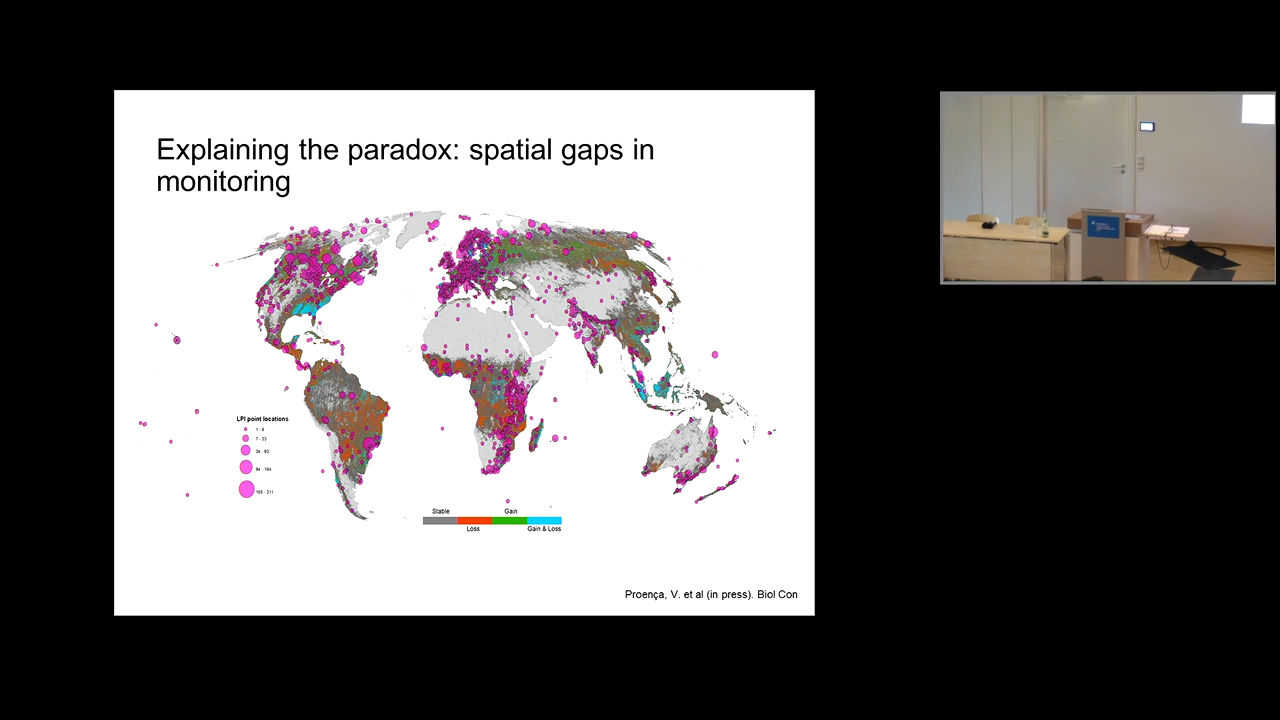 Explaining the paradox: spatial gaps in
monitoring
LPI point locations
1 - 6
7 - 33
34 - 93
94 - 164
165 - 311
Stable
Gain
Loss
Gain & Loss
Proença, V. et al (in press). Biol Con